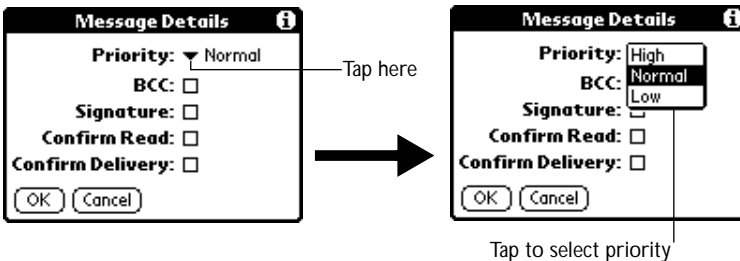 Message Details i
Priority: Normal
BCC:
Signature:
Confirm Read:
Confirm Delivery:
OK Cancel
Tap here
Message Details i
Priority: High
Normal
Low
BCC:
Signature:
Confirm Read:
Confirm Delivery:
OK Cancel
Tap to select priority